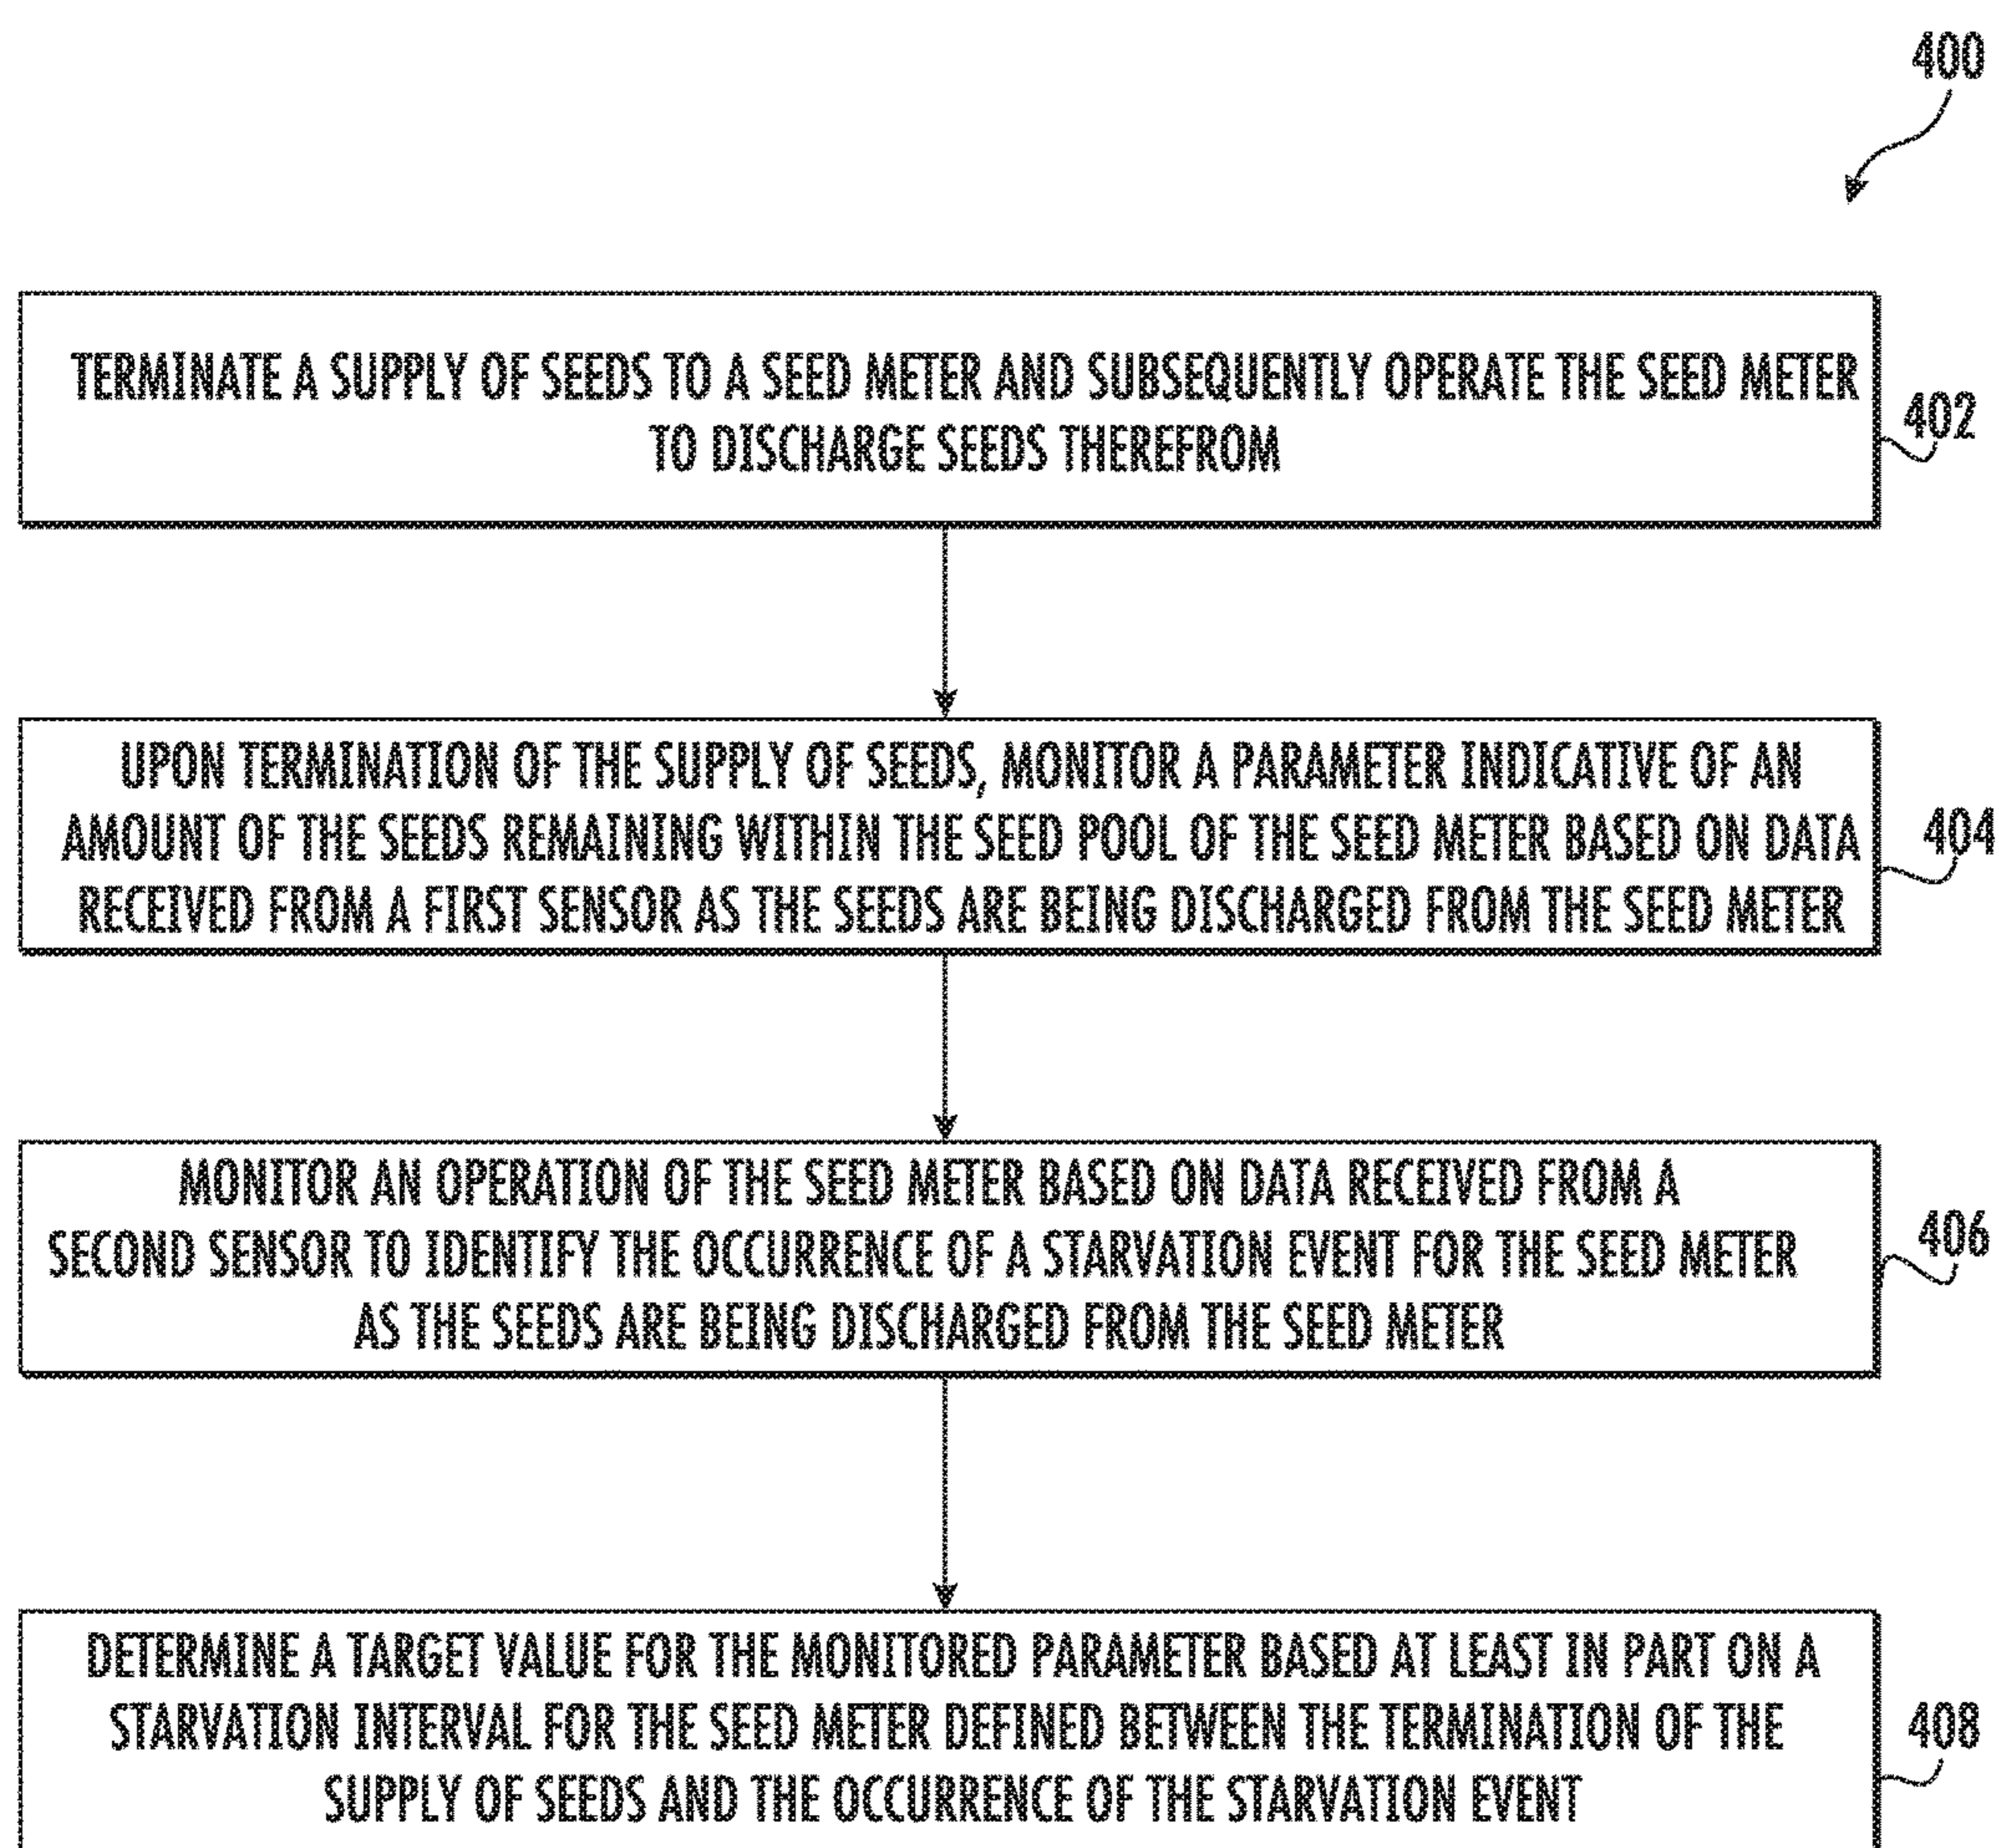 400
TERMINATE A SUPPLY OF SEEDS TO A SEED METER AND SUBSEQUENTLY OPERATE THE SEED METER
TO DISCHARGE SEEDS THEREFROM
402
UPON TERMINATION OF THE SUPPLY OF SEEDS, MONITOR A PARAMETER INDICATIVE OF AN
AMOUNT OF THE SEEDS REMAINING WITHIN THE SEED POOL OF THE SEED METER BASED ON DATA
RECEIVED FROM A FIRST SENSOR AS THE SEEDS ARE BEING DISCHARGED FROM THE SEED METER
404
MONITOR AN OPERATION OF THE SEED METER BASED ON DATA RECEIVED FROM A
SECOND SENSOR TO IDENTIFY THE OCCURRENCE OF A STARVATION EVENT FOR THE SEED METER
AS THE SEEDS ARE BEING DISCHARGED FROM THE SEED METER
406
DETERMINE A TARGET VALUE FOR THE MONITORED PARAMETER BASED AT LEAST IN PART ON A
STARVATION INTERVAL FOR THE SEED METER DEFINED BETWEEN THE TERMINATION OF THE
SUPPLY OF SEEDS AND THE OCCURRENCE OF THE STARVATION EVENT
408